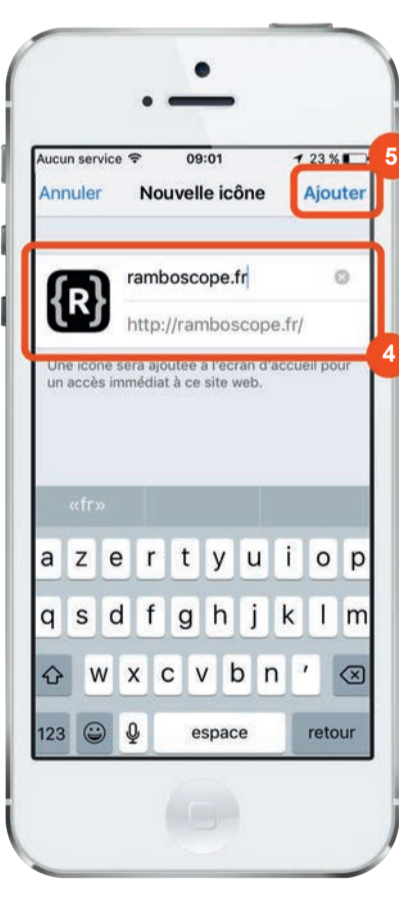 Aucun service 09:01 23 % 5
Annuler Nouvelle icône Ajouter
{R} ramboscope.fr
http://ramboscope.fr/
4
Une icône sera ajoutée à l'écran d'accueil pour
un accès immédiat à ce site web.
«fr»
a z e r t y u i o p
q s d f g h j k l m
w x c v b n '
123 espace retour